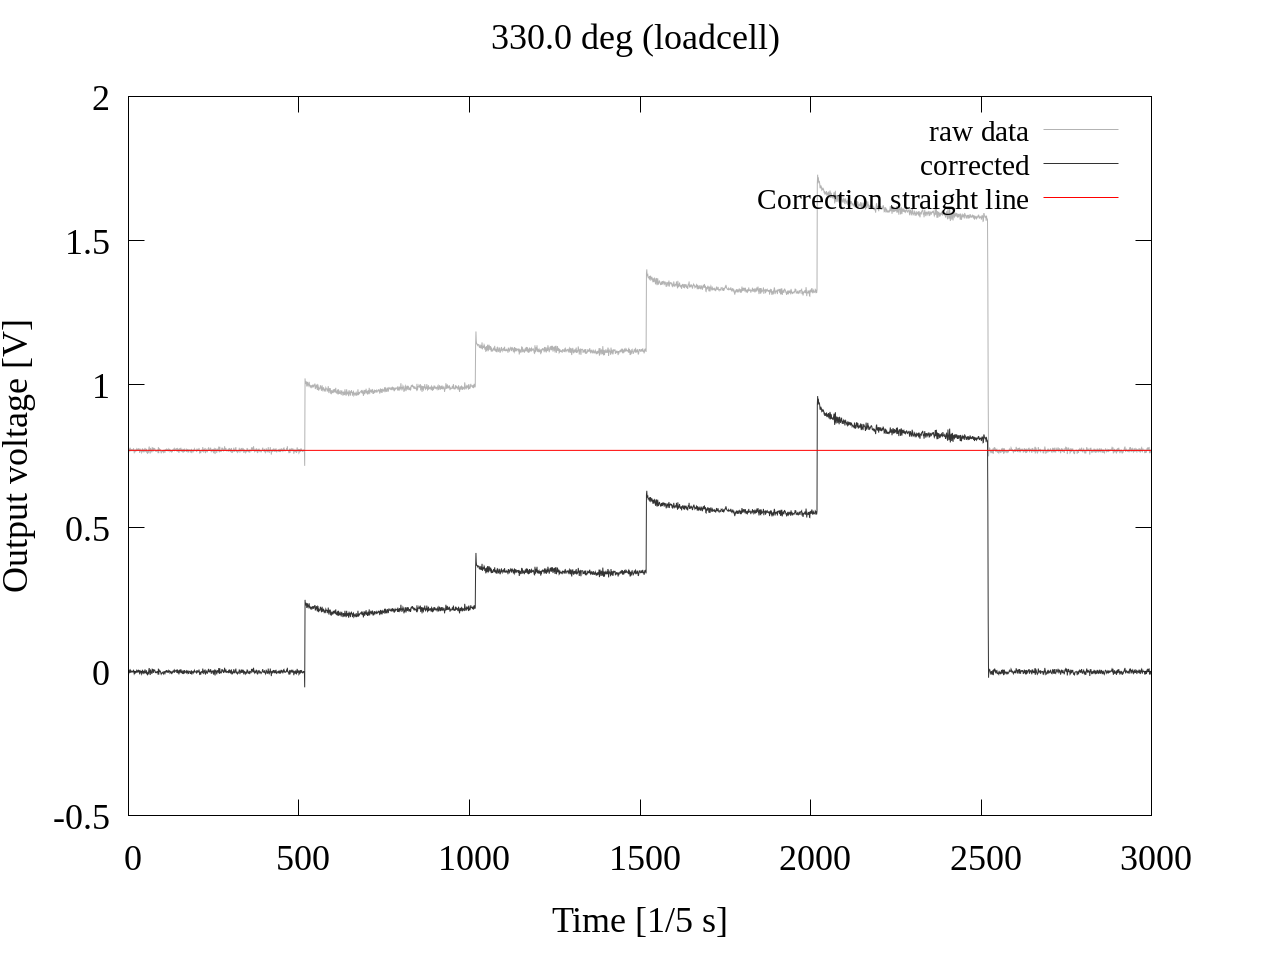 330.0 deg (loadcell)
2
1.5
1
0.5
0
-0.5
Output voltage [V]
raw data
corrected
Correction straight line
0 500 1000 1500 2000 2500 3000
Time [1/5 s]